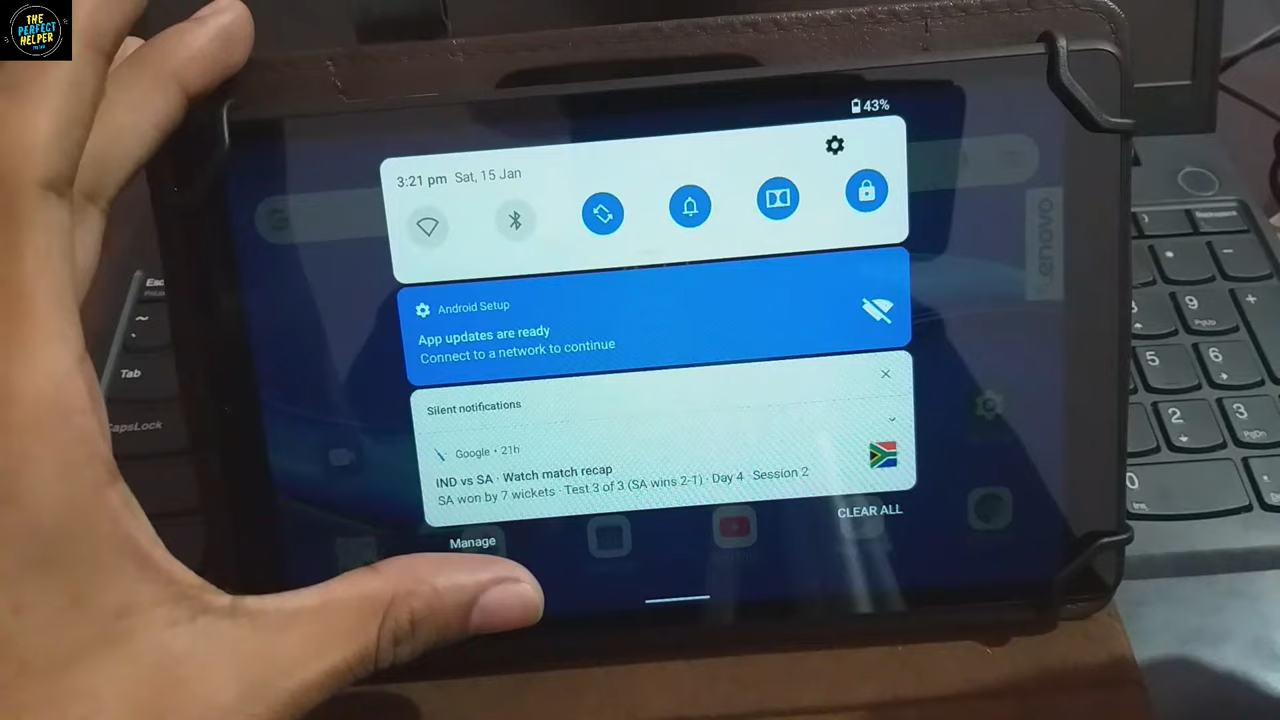 THE
PERFECT
HELPER
43%
3:21 pm Sat, 15 Jan
Android Setup
App updates are ready
Connect to a network to continue
Silent notifications
Google • 21h
IND vs SA · Watch match recap
SA won by 7 wickets · Test 3 of 3 (SA wins 2-1) · Day 4 · Session 2
CLEAR ALL
Manage
Lenovo
Esc
~
Tab
CapsLock
9
PgUp
+
5
6
2
3
PgDn
0
Ins